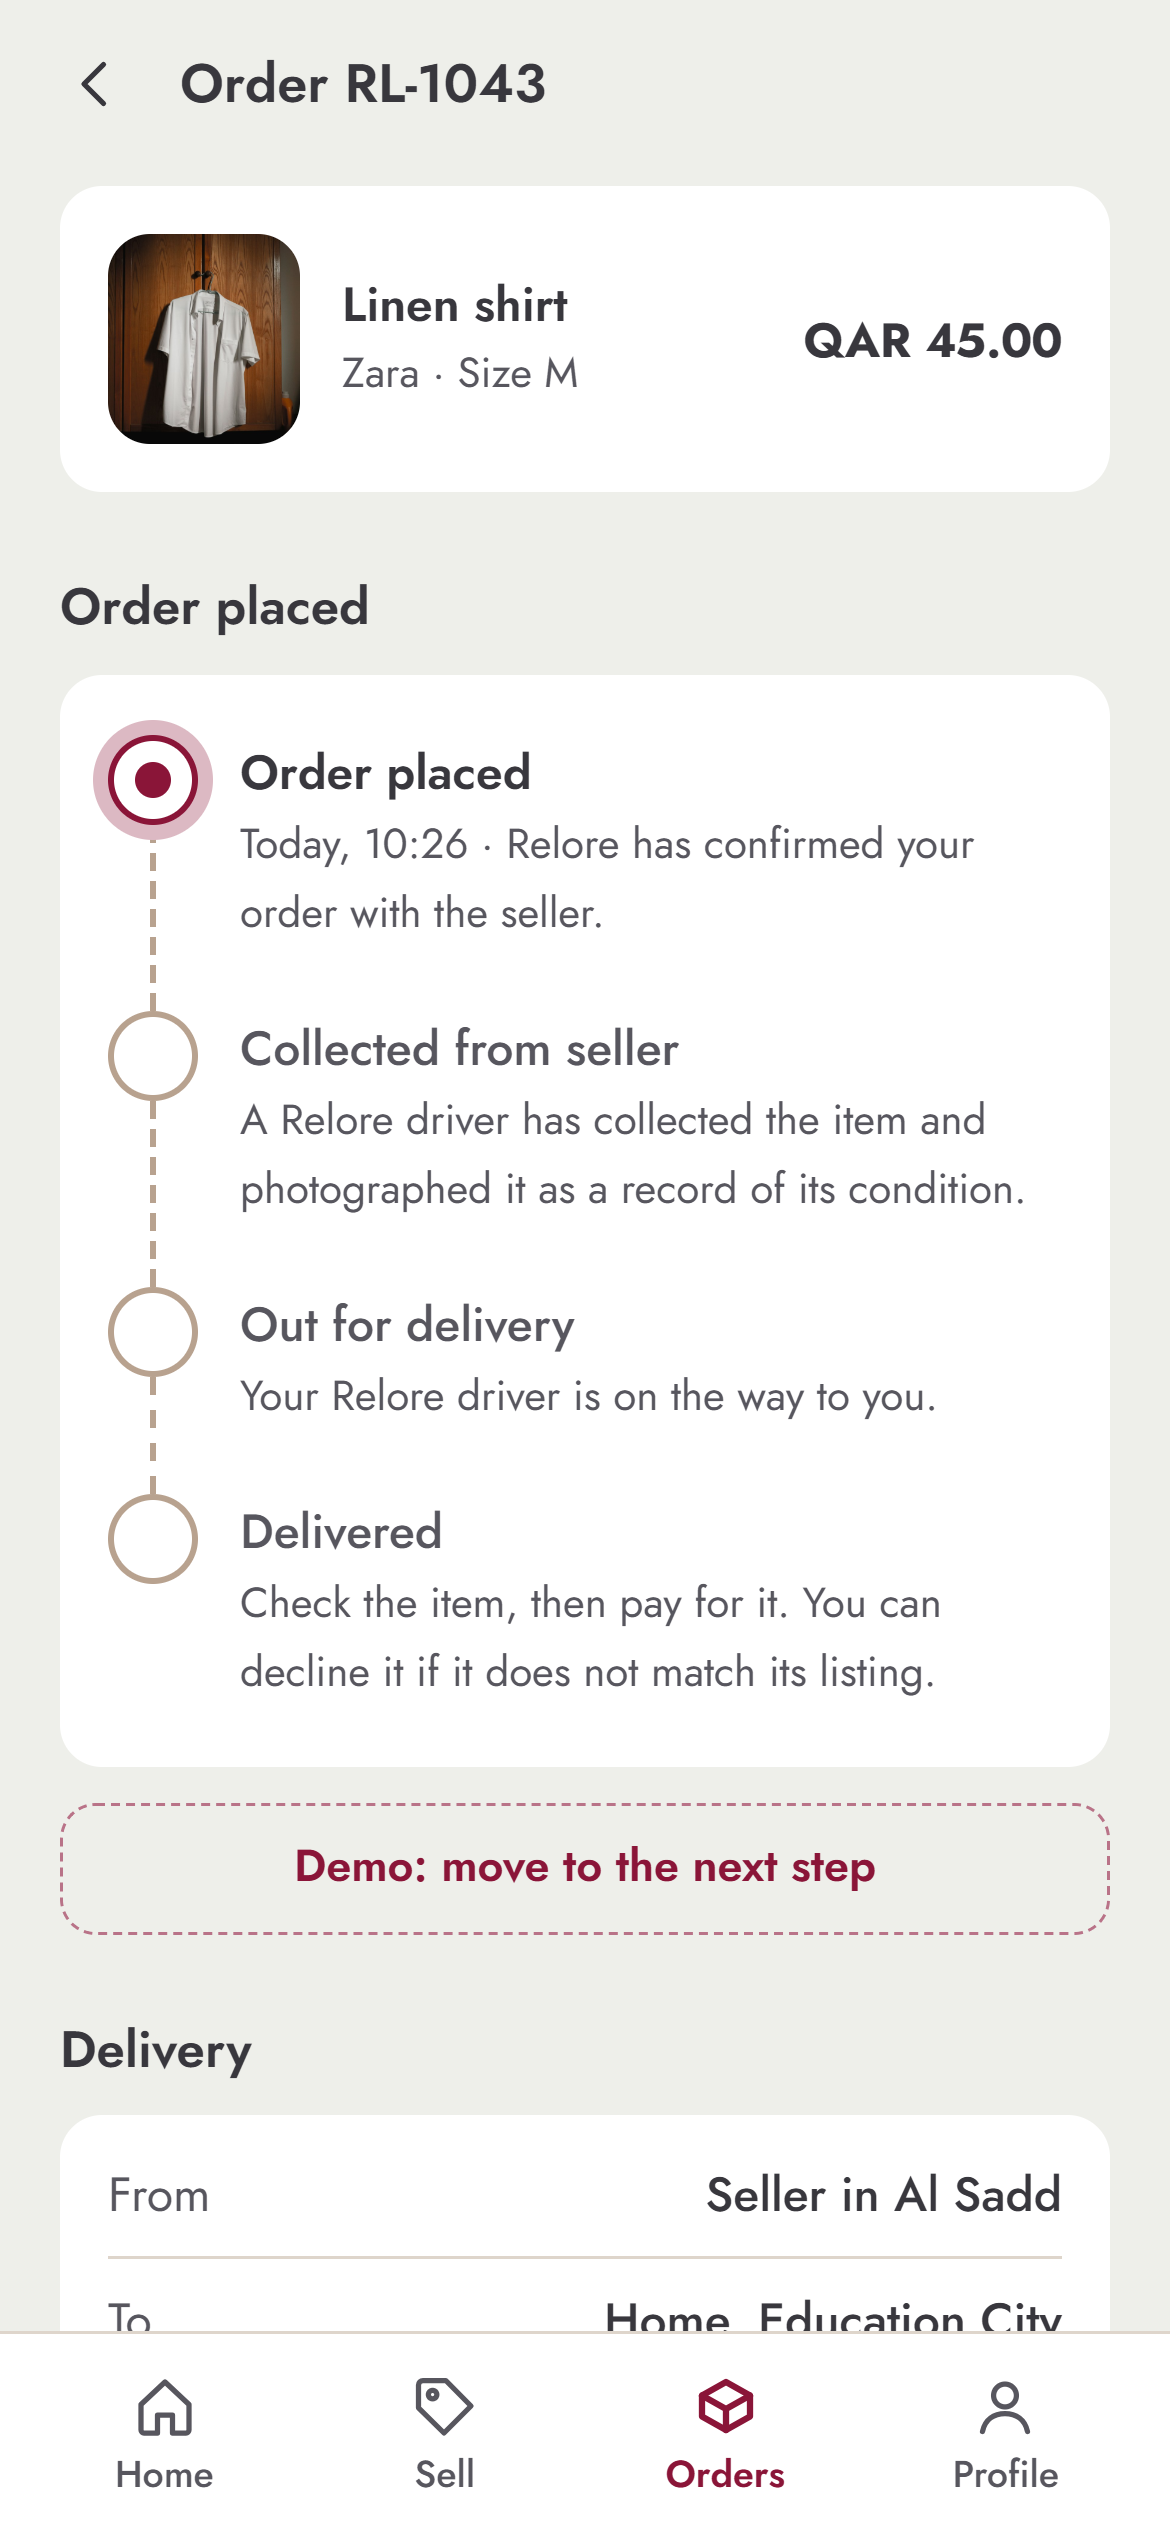 Order RL-1043
Linen shirt
Zara · Size M
QAR 45.00
Order placed
Order placed
Today, 10:26 · Relore has confirmed your
order with the seller.
Collected from seller
A Relore driver has collected the item and
photographed it as a record of its condition.
Out for delivery
Your Relore driver is on the way to you.
Delivered
Check the item, then pay for it. You can
decline it if it does not match its listing.
Demo: move to the next step
Delivery
From
Seller in Al Sadd
To
Home, Education City
Home
Sell
Orders
Profile